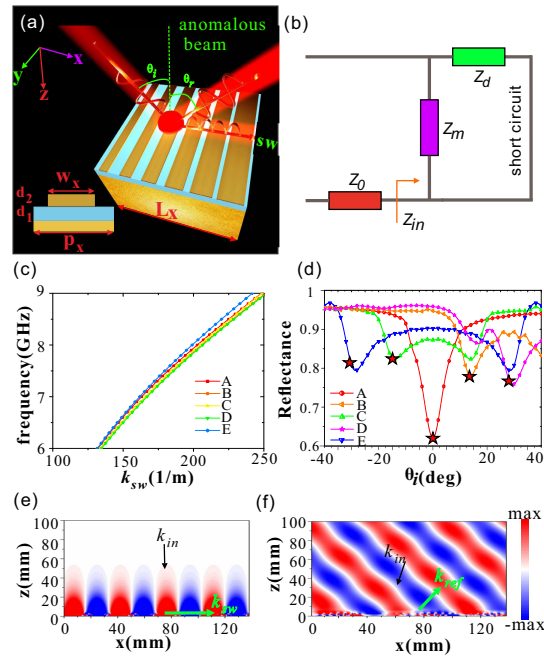 (a)
anomalous
beam
x
y
z
θi
θr
sw
Lx
wx
d2
d1
px
(b)
Zd
Zm
short circuit
Z0
Zin
(c)
frequency(GHz)
9
8
7
6
100 150 200 250
ksw(1/m)
A
B
C
D
E
(d)
Reflectance
1
0.9
0.8
0.7
0.6
-40 -20 0 20 40
θi(deg)
A
B
C
D
E
(e)
z(mm)
100
80
60
40
20
0
kin
ksw
0 20 40 60 80 120
x(mm)
(f)
z(mm)
100
80
60
40
20
0
kin
kref
0 40 80 120
x(mm)
max
-max